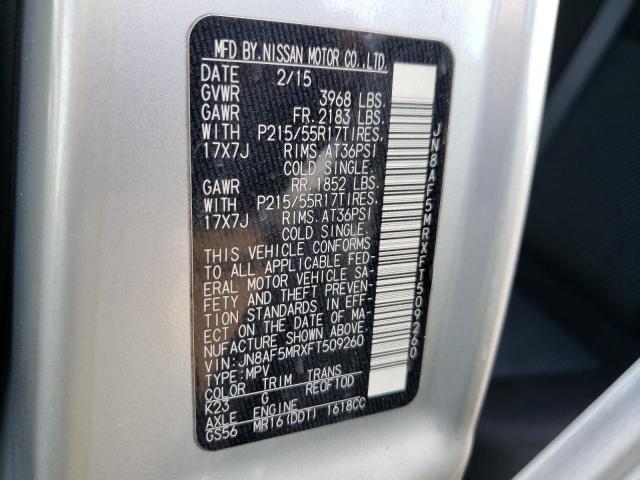 MFD BY NISSAN MOTOR CO.,LTD.
DATE 2/15
GVWR 3968 LBS.
GAWR FR. 2183 LBS.
WITH P215/55R17TIRES,
17X7J RIMS. AT36PSI
COLD SINGLE.
GAWR RR. 1852 LBS.
WITH P215/55R17TIRES,
17X7J RIMS. AT36PSI
COLD SINGLE.
THIS VEHICLE CONFORMS
TO ALL APPLICABLE FED-
ERAL MOTOR VEHICLE SA-
FETY AND THEFT PREVEN-
TION STANDARDS IN EFF-
ECT ON THE DATE OF MA-
NUFACTURE SHOWN ABOVE.
VIN: JN8AF5MRXFT509260
TYPE: MPV
COLOR TRIM TRANS
K23 G RE0F10D
AXLE ENGINE
GS56 MR16(DDT) 1618CC
JN8AF5MRXFT509260